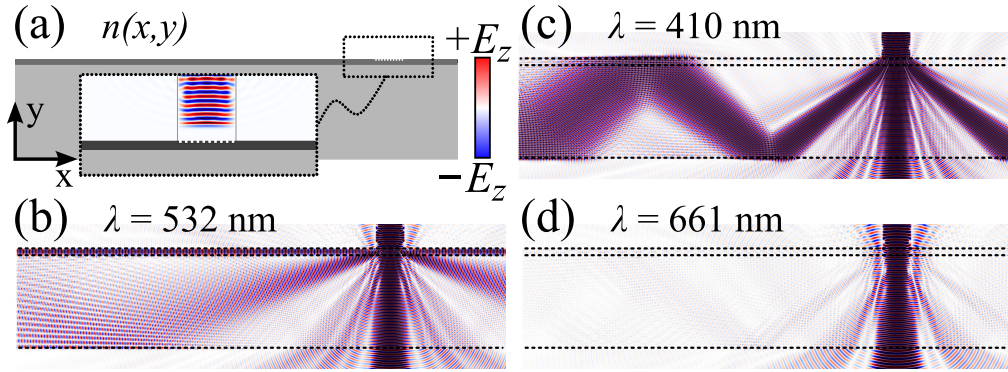 (a) n(x,y)
+E_z
y
x
−E_z
(b) λ = 532 nm
(c) λ = 410 nm
(d) λ = 661 nm